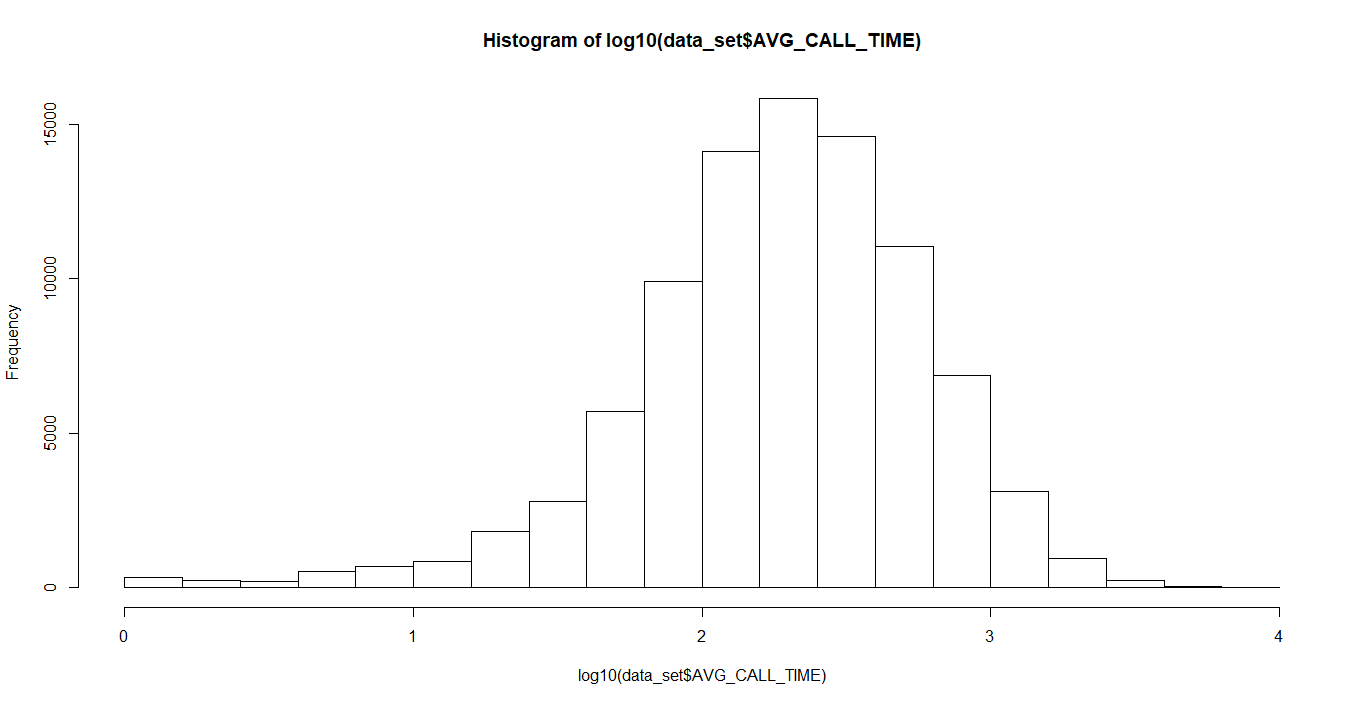 Histogram of log10(data_set$AVG_CALL_TIME)
Frequency
15000
10000
5000
0
0 1 2 3 4
log10(data_set$AVG_CALL_TIME)